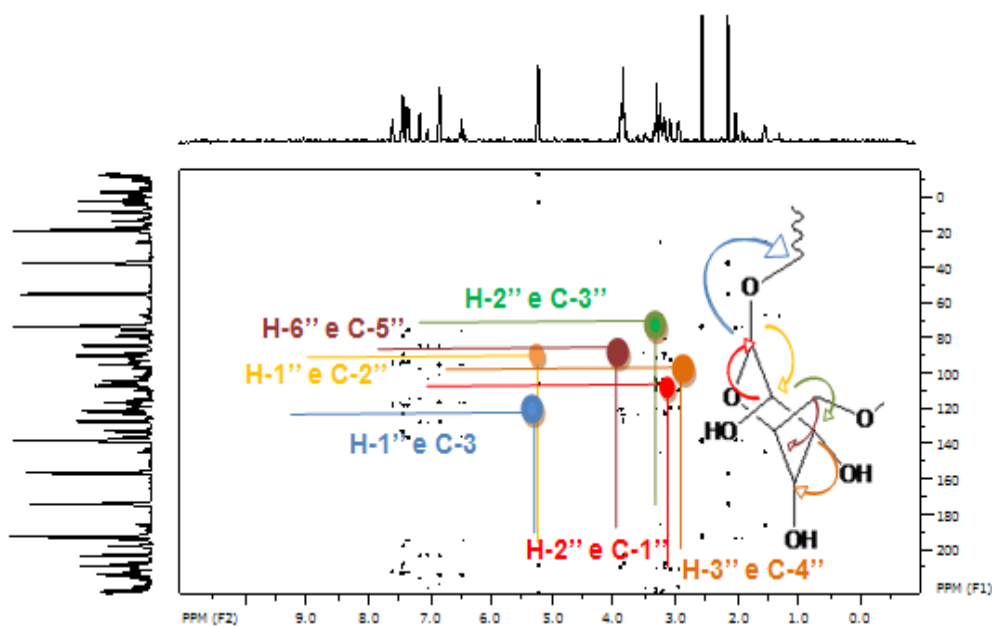 H-2’’ e C-3’’
H-6’’ e C-5’’
H-1’’ e C-2’’
H-1’’ e C-3
H-2’’ e C-1’’
H-3’’ e C-4’’
O
O
HO
O
OH
OH
0
20
40
60
80
100
120
140
160
180
200
PPM (F1)
PPM (F2)
9.0
8.0
7.0
6.0
5.0
4.0
3.0
2.0
1.0
0.0